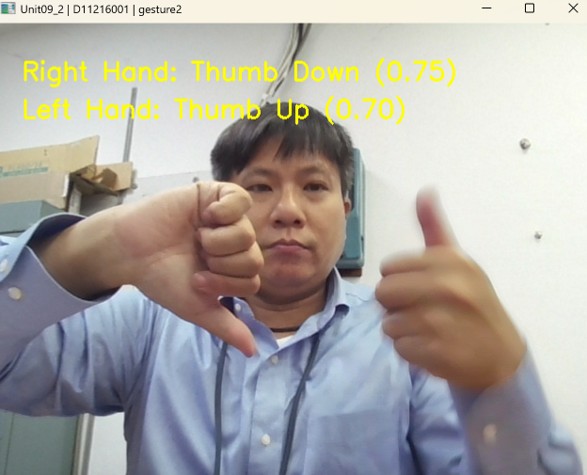 Unit09_2 | D11216001 | gesture2
Right Hand: Thumb Down (0.75)
Left Hand: Thumb Up (0.70)